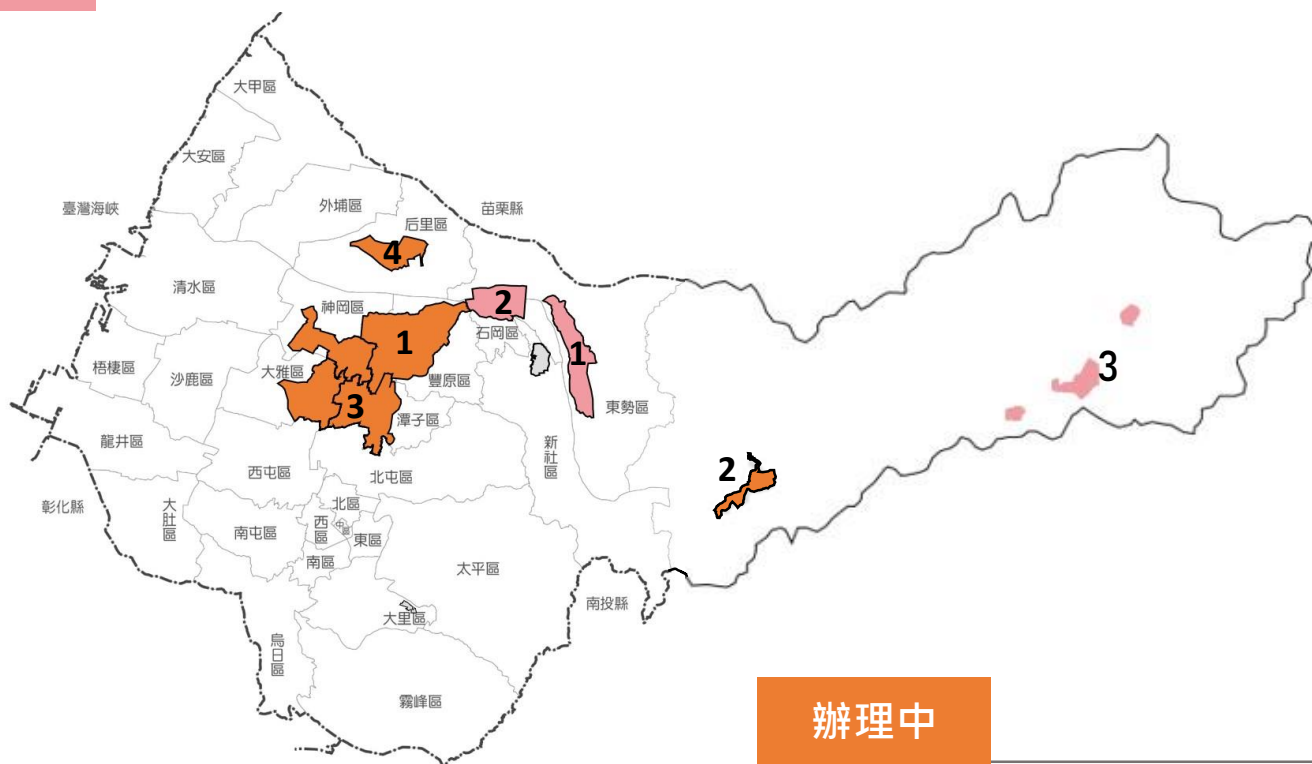 大甲區
大安區
臺灣海峽
外埔區
苗栗縣
后里區
4
清水區
神岡區
2
石岡區
1
1
3
梧棲區
沙鹿區
大雅區
豐原區
東勢區
3
潭子區
龍井區
新社區
西屯區
北屯區
2
彰化縣
大肚區
北區
南屯區
西區
中區
東區
南區
太平區
南投縣
大里區
烏日區
霧峰區
辦理中